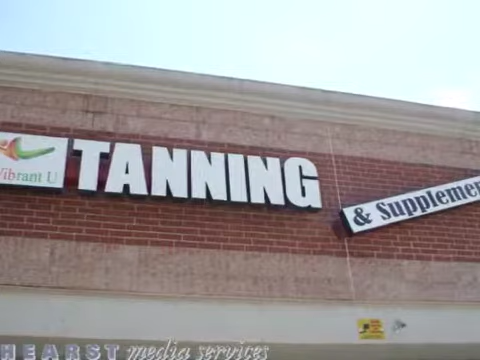 Vibrant U
TANNING
& Supplemen
HEARST media services